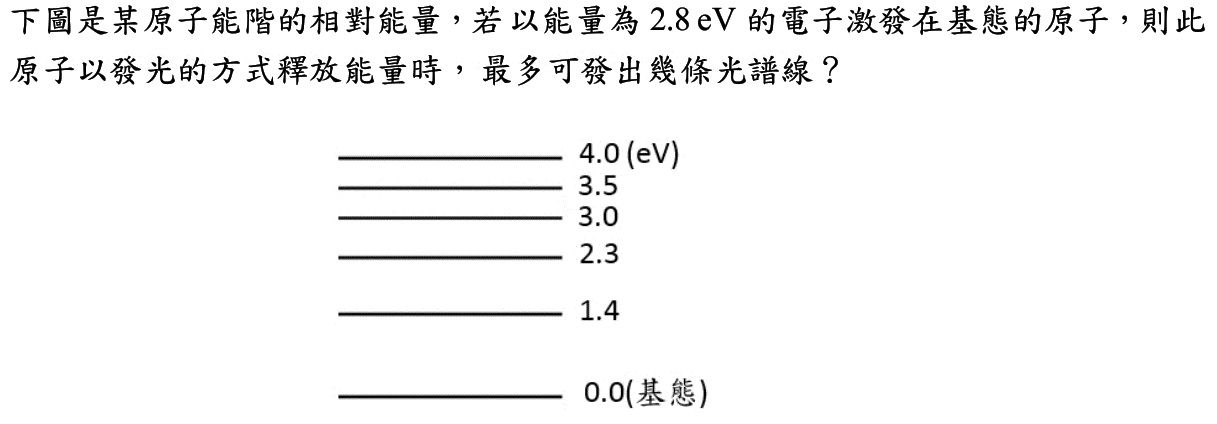 下圖是某原子能階的相對能量，若以能量為 2.8 eV 的電子激發在基態的原子，則此
原子以發光的方式釋放能量時，最多可發出幾條光譜線？
4.0 (eV)
3.5
3.0
2.3
1.4
0.0(基態)